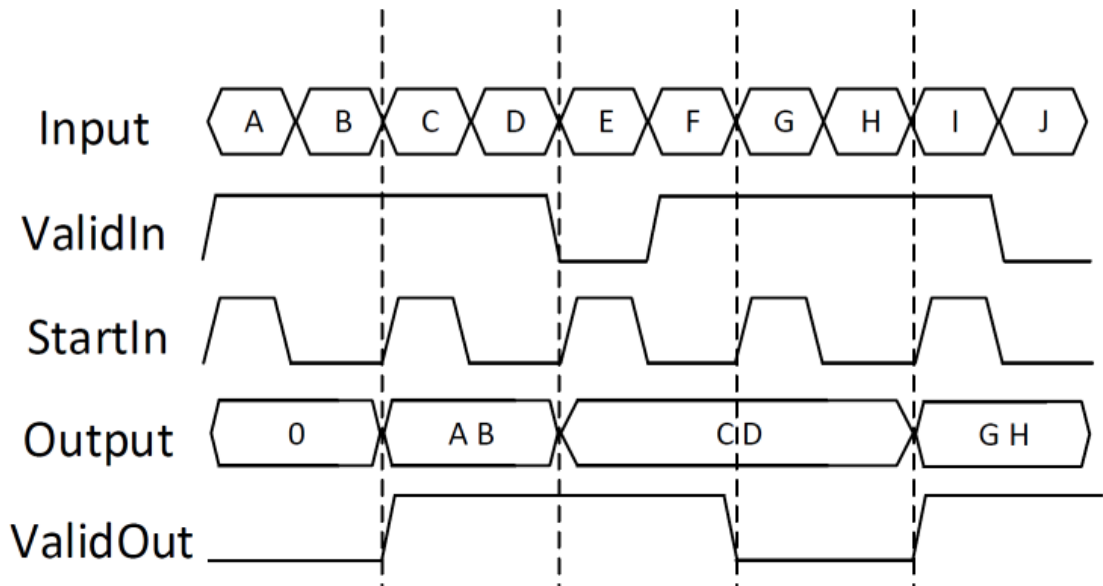 Input A B C D E F G H I J
ValidIn
StartIn
Output 0 A B C D G H
ValidOut